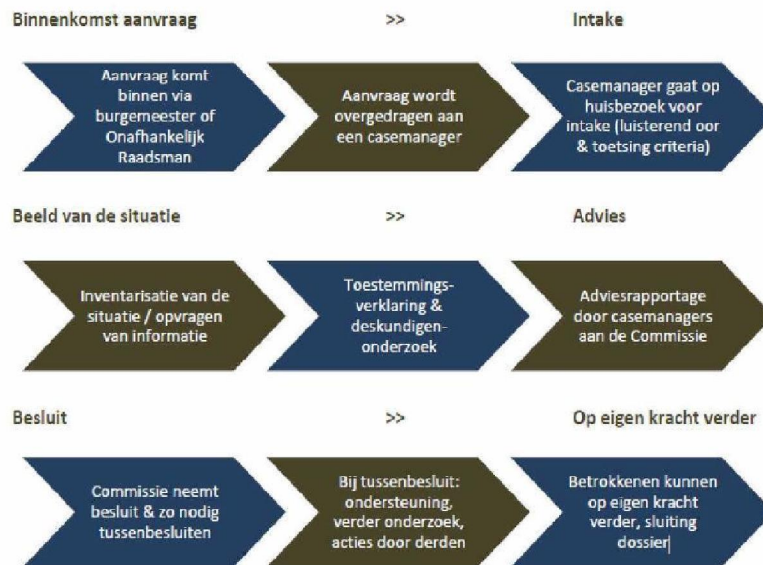 Binnenkomst aanvraag >> Intake
Aanvraag komt
binnen via
burgemeester of
Onafhankelijk
Raadsman
Aanvraag wordt
overgedragen aan
een casemanager
Casemanager gaat op
huisbezoek voor
intake (luisterend oor
& toetsing criteria)
Beeld van de situatie >> Advies
Inventarisatie van de
situatie / opvragen
van informatie
Toestemmings-
verklaring &
deskundigen-
onderzoek
Adviesrapportage
door casemanagers
aan de Commissie
Besluit >> Op eigen kracht verder
Commissie neemt
besluit & zo nodig
tussenbesluiten
Bij tussenbesluit:
ondersteuning,
verder onderzoek,
acties door derden
Betrokkenen kunnen
op eigen kracht
verder, sluiting
dossier